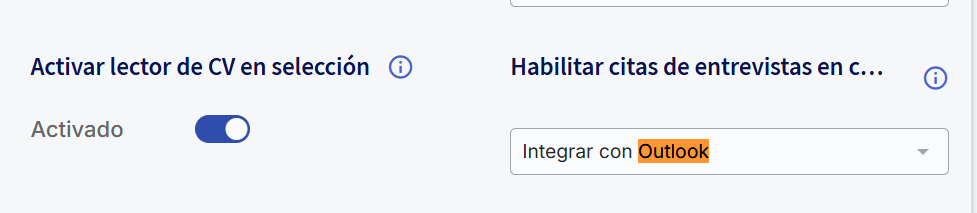 Activar lector de CV en selección
Habilitar citas de entrevistas en c...
Activado
Integrar con Outlook